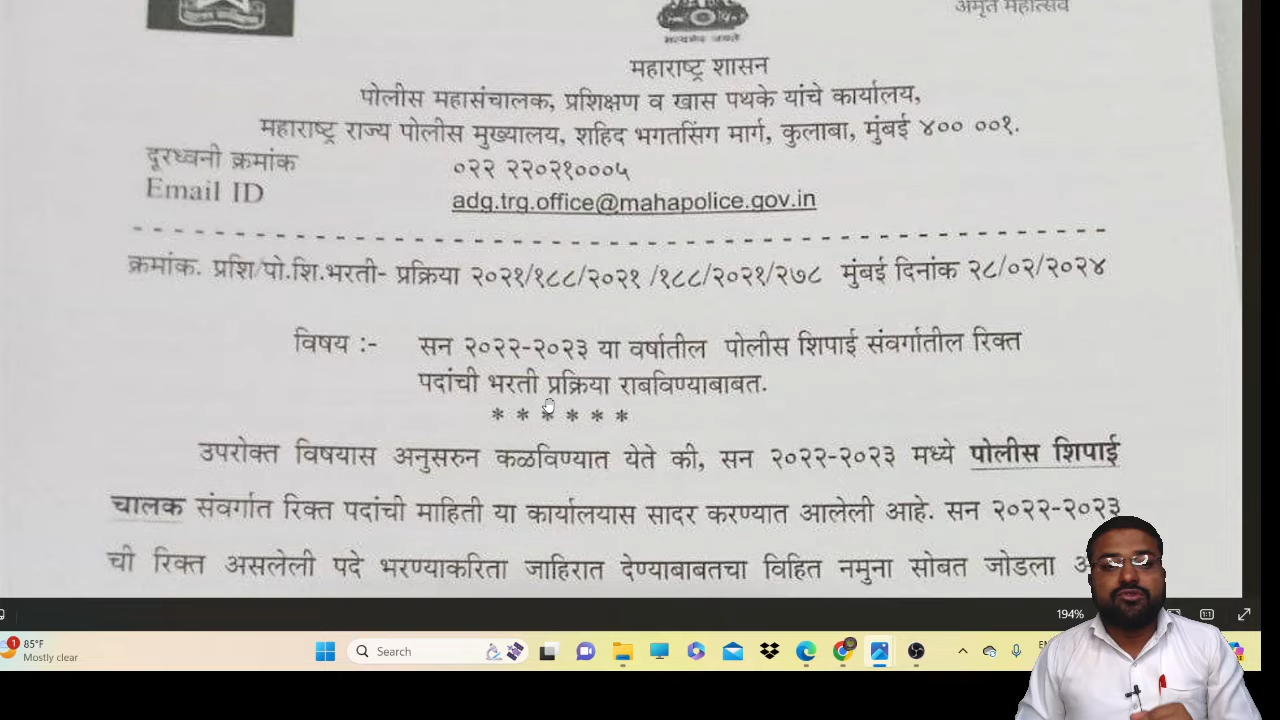 अमृत महोत्सव
सत्यमेव जयते
महाराष्ट्र शासन
पोलीस महासंचालक, प्रशिक्षण व खास पथके यांचे कार्यालय,
महाराष्ट्र राज्य पोलीस मुख्यालय, शहिद भगतसिंग मार्ग, कुलाबा, मुंबई ४०० ००१.
दूरध्वनी क्रमांक ०२२ २२०२१०००५
Email ID adg.trg.office@mahapolice.gov.in
क्रमांक. प्रशि/पो.शि.भरती- प्रक्रिया २०२१/१८८/२०२१ /१८८/२०२१/२७८ मुंबई दिनांक २८/०२/२०२४
विषय :- सन २०२२-२०२३ या वर्षातील पोलीस शिपाई संवर्गातील रिक्त
पदांची भरती प्रक्रिया राबविण्याबाबत.
* * * * * *
उपरोक्त विषयास अनुसरुन कळविण्यात येते की, सन २०२२-२०२३ मध्ये पोलीस शिपाई
चालक संवर्गात रिक्त पदांची माहिती या कार्यालयास सादर करण्यात आलेली आहे. सन २०२२-२०२३
ची रिक्त असलेली पदे भरण्याकरिता जाहिरात देण्याबाबतचा विहित नमुना सोबत जोडला
194%
1 85°F
Mostly clear
Search